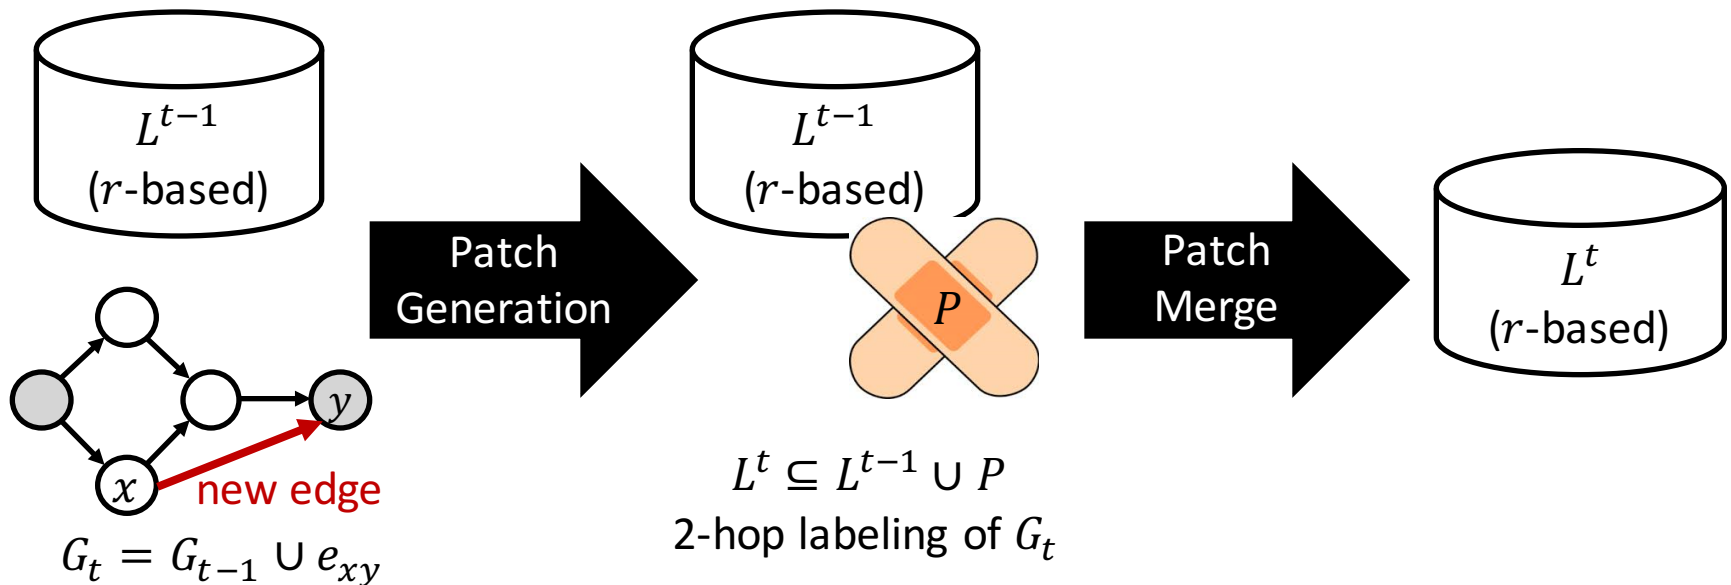 L^{t-1}
(r-based)
y
x
new edge
G_t = G_{t-1} ∪ e_{xy}
Patch
Generation
L^{t-1}
(r-based)
P
L^t ⊆ L^{t-1} ∪ P
2-hop labeling of G_t
Patch
Merge
L^t
(r-based)